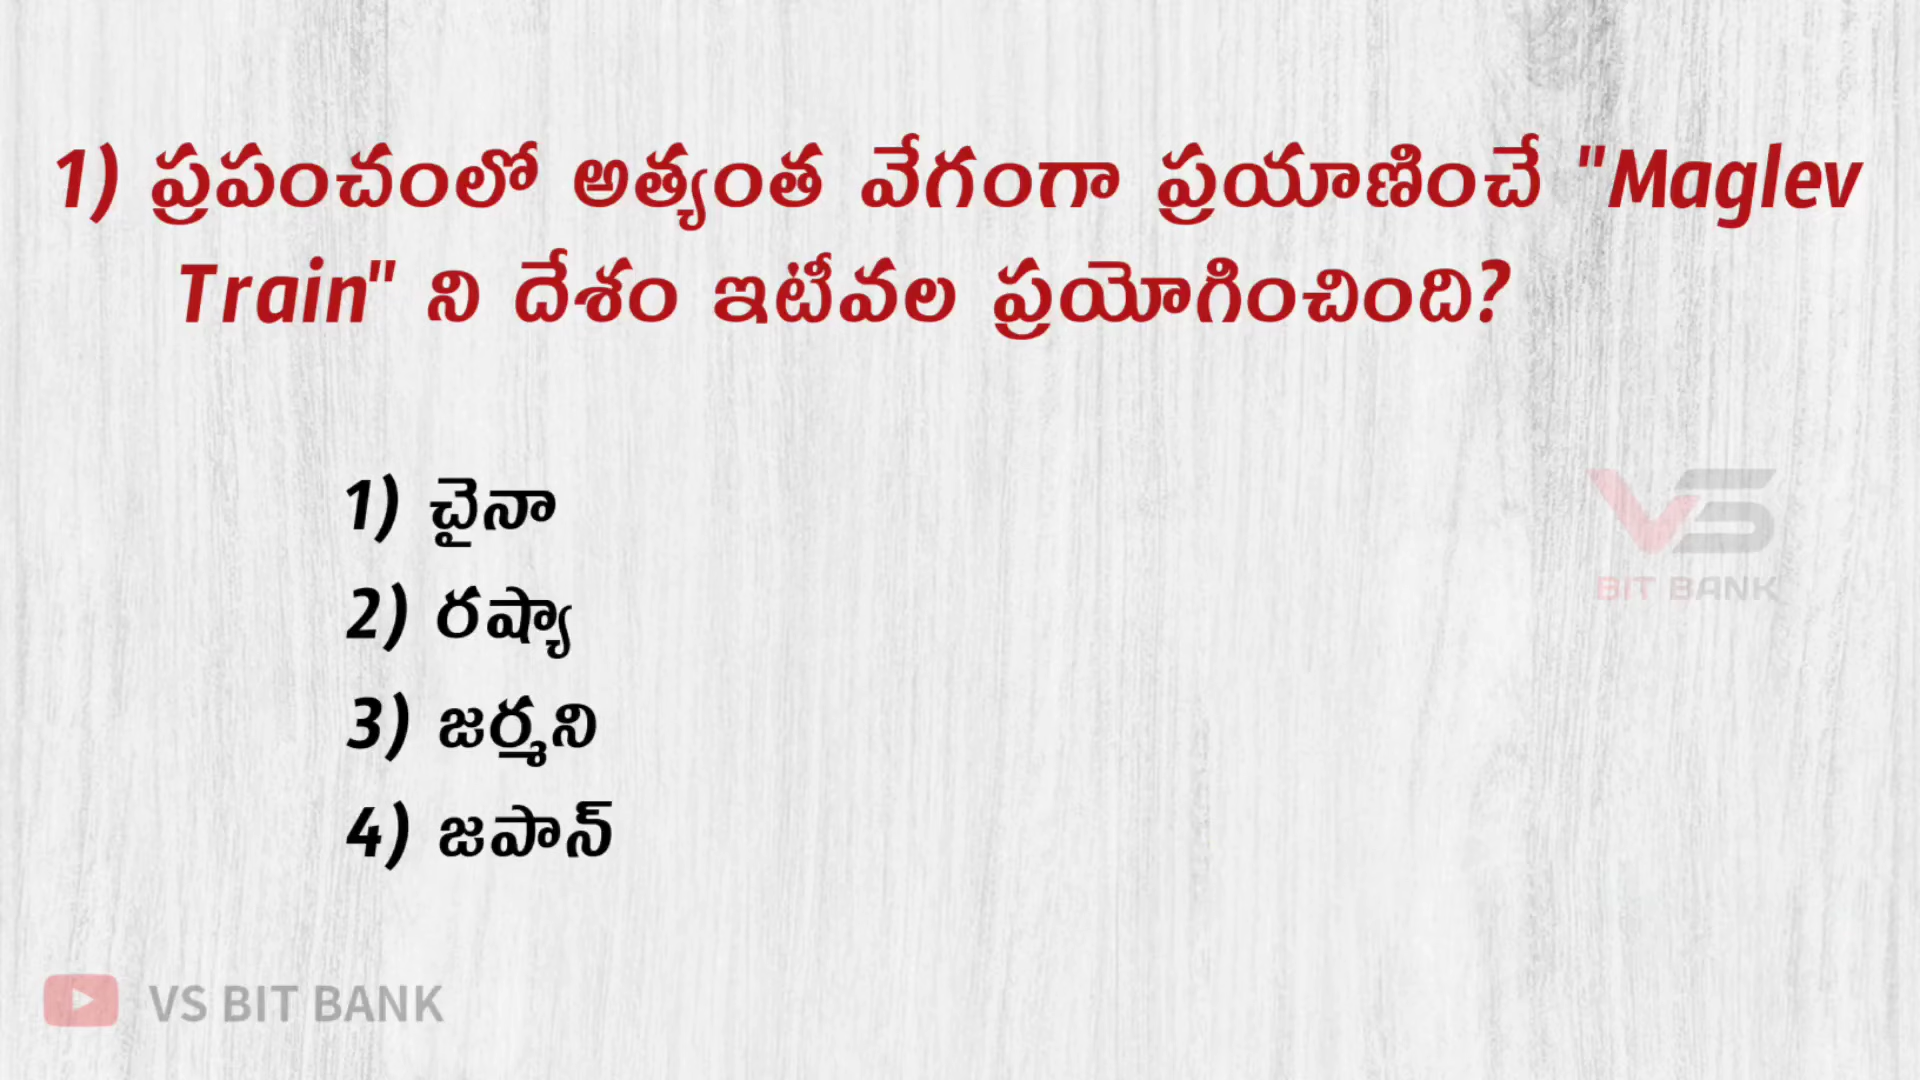 1) ప్రపంచంలో అత్యంత వేగంగా ప్రయాణించే "Maglev
Train" ని దేశం ఇటీవల ప్రయోగించింది?
1) చైనా
2) రష్యా
3) జర్మని
4) జపాన్
VS
BIT BANK
VS BIT BANK